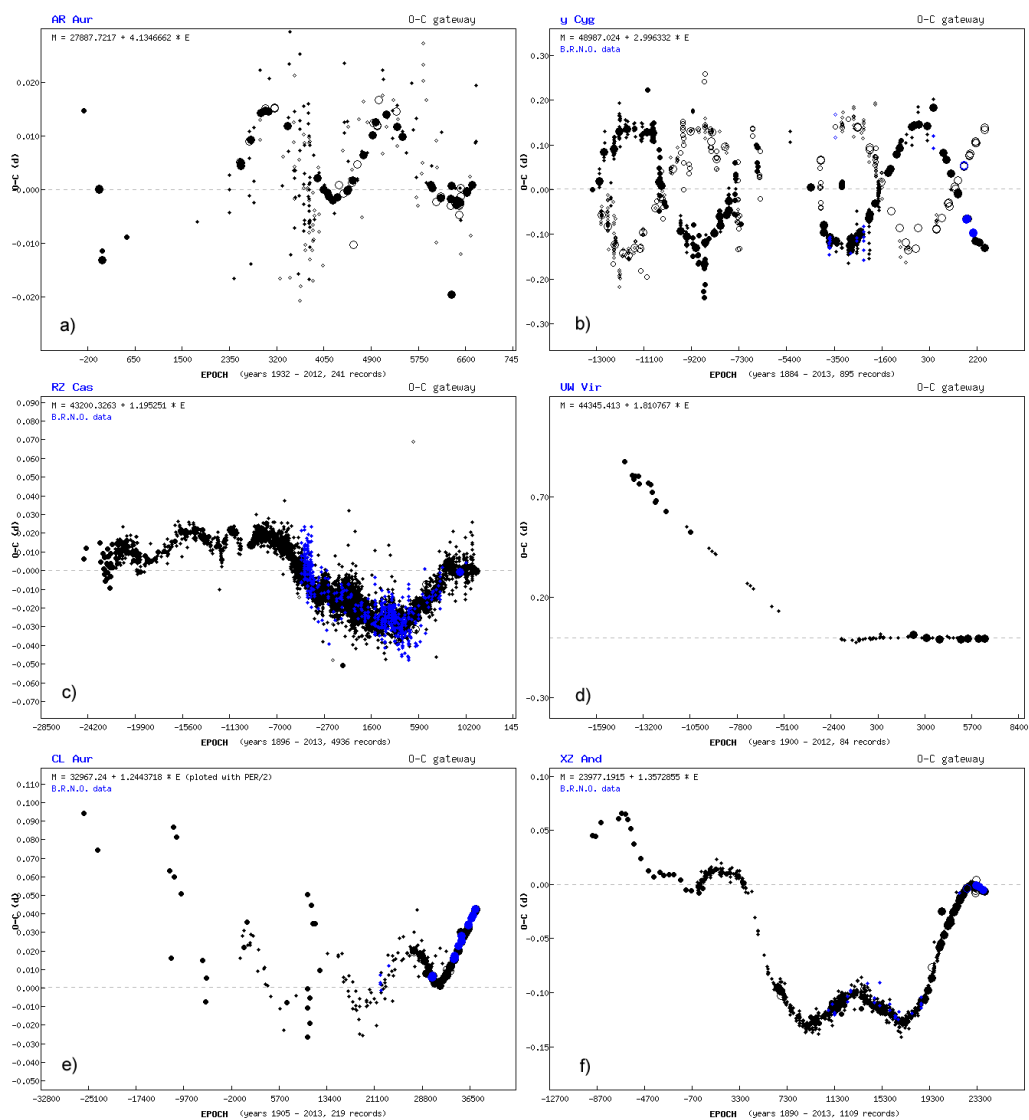 AR Aur O-C gateway
M = 27887.7217 + 4.1346662 * E
0.020
0.010
0.000
-0.010
-0.020
O-C (d)
a)
-200 650 1500 2350 3200 4050 4900 5750 6600 745
EPOCH (years 1932 - 2012, 241 records)
y Cyg O-C gateway
M = 48987.024 + 2.996332 * E
B.R.N.O. data
0.30
0.20
0.10
0.00
-0.10
-0.20
-0.30
O-C (d)
b)
-13000 -11100 -9200 -7300 -5400 -3500 -1600 300 2200
EPOCH (years 1884 - 2013, 895 records)
RZ Cas O-C gateway
M = 43200.3263 + 1.195251 * E
B.R.N.O. data
0.090
0.080
0.070
0.060
0.050
0.040
0.030
0.020
0.010
-0.000
-0.010
-0.020
-0.030
-0.040
-0.050
-0.060
-0.070
O-C (d)
c)
-28500 -24200 -19900 -15600 -11300 -7000 -2700 1600 5900 10200 145
EPOCH (years 1896 - 2013, 4936 records)
UW Vir O-C gateway
M = 44345.413 + 1.810767 * E
0.70
0.20
-0.30
O-C (d)
d)
-15900 -13200 -10500 -7800 -5100 -2400 300 3000 5700 8400
EPOCH (years 1900 - 2012, 84 records)
CL Aur O-C gateway
M = 32967.24 + 1.2443718 * E (ploted with PER/2)
B.R.N.O. data
0.110
0.100
0.090
0.080
0.070
0.060
0.050
0.040
0.030
0.020
0.010
0.000
-0.010
-0.020
-0.030
-0.040
-0.050
O-C (d)
e)
-32800 -25100 -17400 -9700 -2000 5700 13400 21100 28800 36500
EPOCH (years 1905 - 2013, 219 records)
XZ And O-C gateway
M = 23977.1915 + 1.3572855 * E
B.R.N.O. data
0.10
0.05
0.00
-0.05
-0.10
-0.15
O-C (d)
f)
-12700 -8700 -4700 -700 3300 7300 11300 15300 19300 23300
EPOCH (years 1890 - 2013, 1109 records)